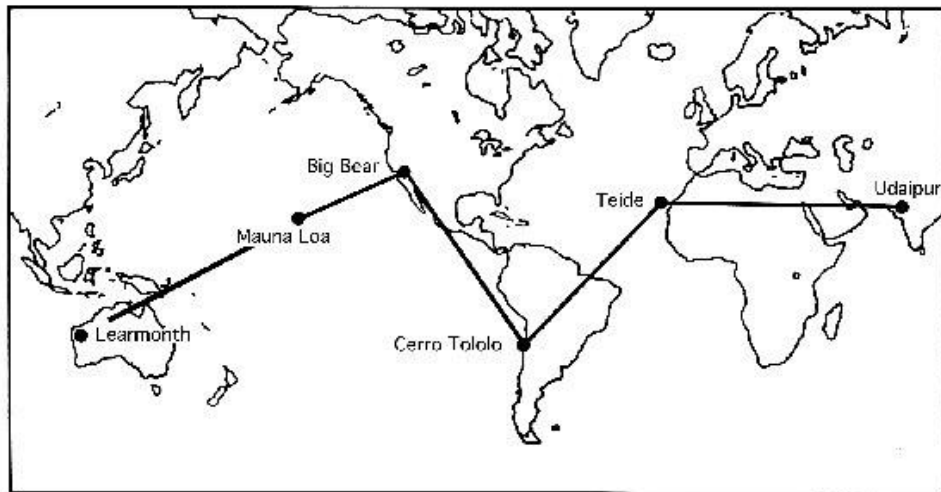 Big Bear
Mauna Loa
Learmonth
Cerro Tololo
Teide
Udaipur